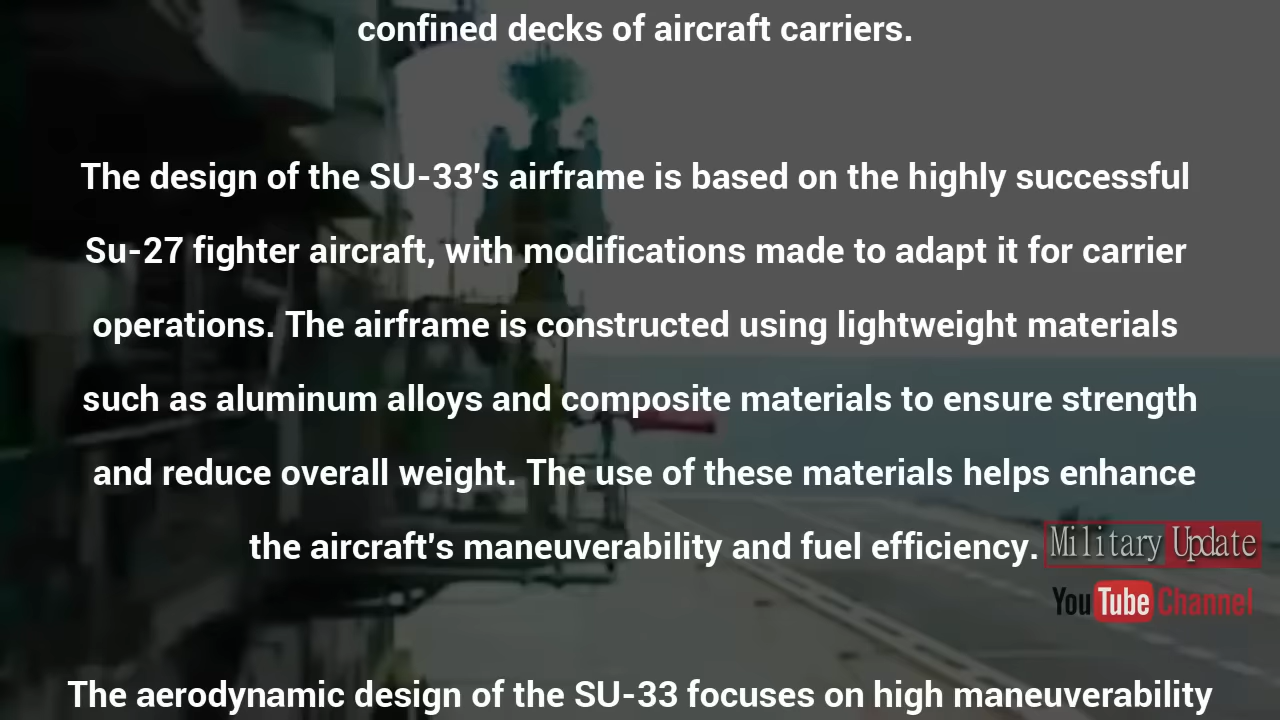 confined decks of aircraft carriers.
The design of the SU-33's airframe is based on the highly successful
Su-27 fighter aircraft, with modifications made to adapt it for carrier
operations. The airframe is constructed using lightweight materials
such as aluminum alloys and composite materials to ensure strength
and reduce overall weight. The use of these materials helps enhance
the aircraft's maneuverability and fuel efficiency.
Military Update
YouTube Channel
The aerodynamic design of the SU-33 focuses on high maneuverability